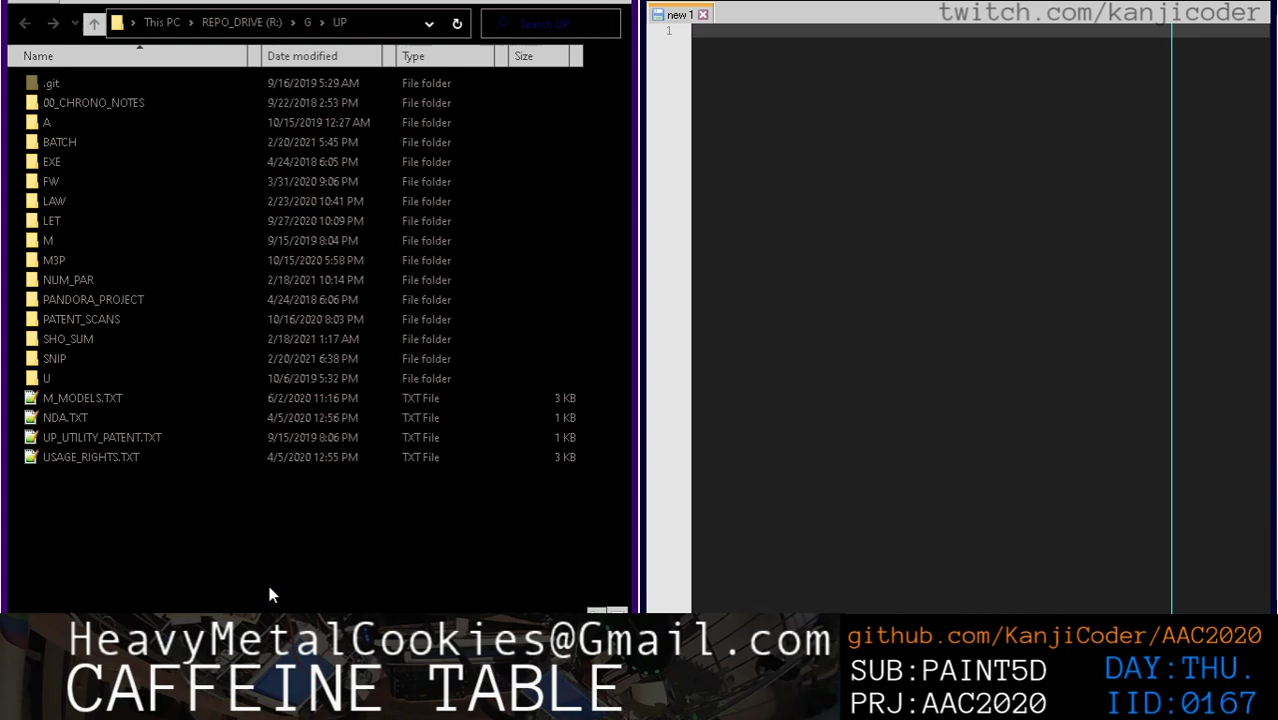 This PC > REPO_DRIVE (R:) > G > UP
Search UP
Name Date modified Type Size
.git 9/16/2019 5:29 AM File folder
00_CHRONO_NOTES 9/22/2018 2:53 PM File folder
A 10/15/2019 12:27 AM File folder
BATCH 2/20/2021 5:45 PM File folder
EXE 4/24/2018 6:05 PM File folder
FW 3/31/2020 9:06 PM File folder
LAW 2/23/2020 10:41 PM File folder
LET 9/27/2020 10:09 PM File folder
M 9/15/2019 8:04 PM File folder
M3P 10/15/2020 5:58 PM File folder
NUM_PAR 2/18/2021 10:14 PM File folder
PANDORA_PROJECT 4/24/2018 6:06 PM File folder
PATENT_SCANS 10/16/2020 8:03 PM File folder
SHO_SUM 2/18/2021 1:17 AM File folder
SNIP 2/20/2021 6:38 PM File folder
U 10/6/2019 5:32 PM File folder
M_MODELS.TXT 6/2/2020 11:16 PM TXT File 3 KB
NDA.TXT 4/5/2020 12:56 PM TXT File 1 KB
UP_UTILITY_PATENT.TXT 9/15/2019 8:06 PM TXT File 1 KB
USAGE_RIGHTS.TXT 4/5/2020 12:55 PM TXT File 3 KB
new 1
twitch.com/kanjicoder
1
HeavyMetalCookies@Gmail.com
CAFFEINE TABLE
github.com/KanjiCoder/AAC2020
SUB:PAINT5D DAY:THU.
PRJ:AAC2020 IID:0167